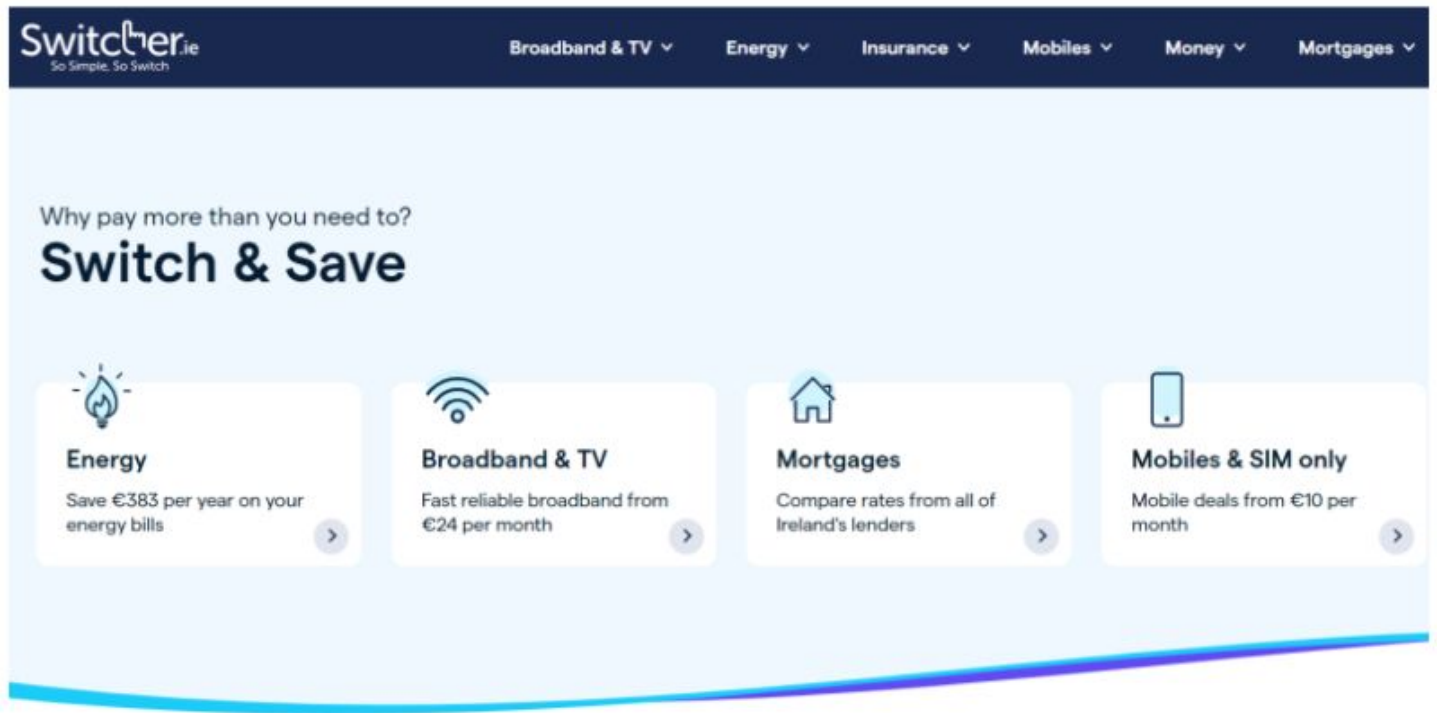 Switcher.ie
So Simple, So Switch
Broadband & TV
Energy
Insurance
Mobiles
Money
Mortgages
Why pay more than you need to?
Switch & Save
Energy
Save €383 per year on your
energy bills
Broadband & TV
Fast reliable broadband from
€24 per month
Mortgages
Compare rates from all of
Ireland's lenders
Mobiles & SIM only
Mobile deals from €10 per
month